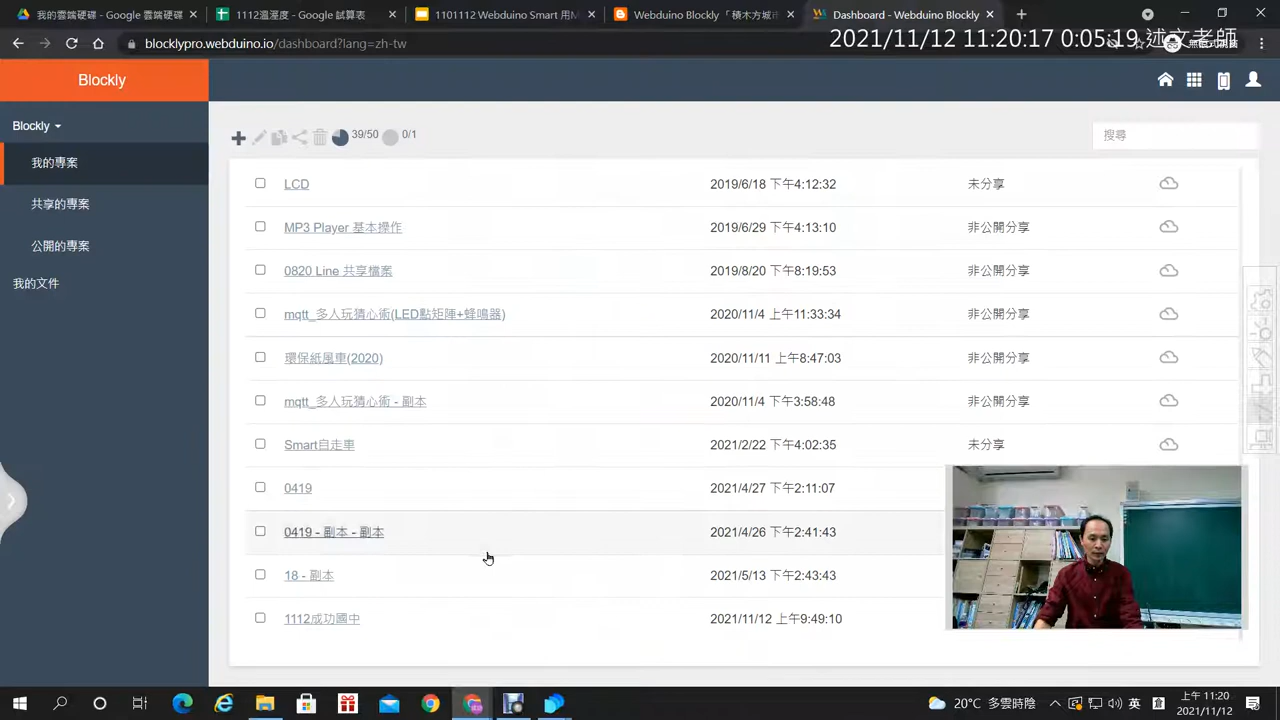 我的雲端硬碟 - Google 雲端硬碟
1112溫溼度 - Google 試算表
1101112 Webduino Smart 用M
Webduino Blockly 「積木方城市
Dashboard - Webduino Blockly
blocklypro.webduino.io/dashboard?lang=zh-tw
2021/11/12 11:20:17 0:05:19 述文老師
Blockly
Blockly
39/50
0/1
搜尋
我的專案
共享的專案
公開的專案
我的文件
LCD 2019/6/18 下午4:12:32 未分享
MP3 Player 基本操作 2019/6/29 下午4:13:10 非公開分享
0820 Line 共享檔案 2019/8/20 下午8:19:53 非公開分享
mqtt_多人玩猜心術(LED點矩陣+蜂鳴器) 2020/11/4 上午11:33:34 非公開分享
環保紙風車(2020) 2020/11/11 上午8:47:03 非公開分享
mqtt_多人玩猜心術 - 副本 2020/11/4 下午3:58:48 非公開分享
Smart自走車 2021/2/22 下午4:02:35 未分享
0419 2021/4/27 下午2:11:07
0419 - 副本 - 副本 2021/4/26 下午2:41:43
18 - 副本 2021/5/13 下午2:43:43
1112成功國中 2021/11/12 上午9:49:10
20°C 多雲時陰
英
上午 11:20
2021/11/12